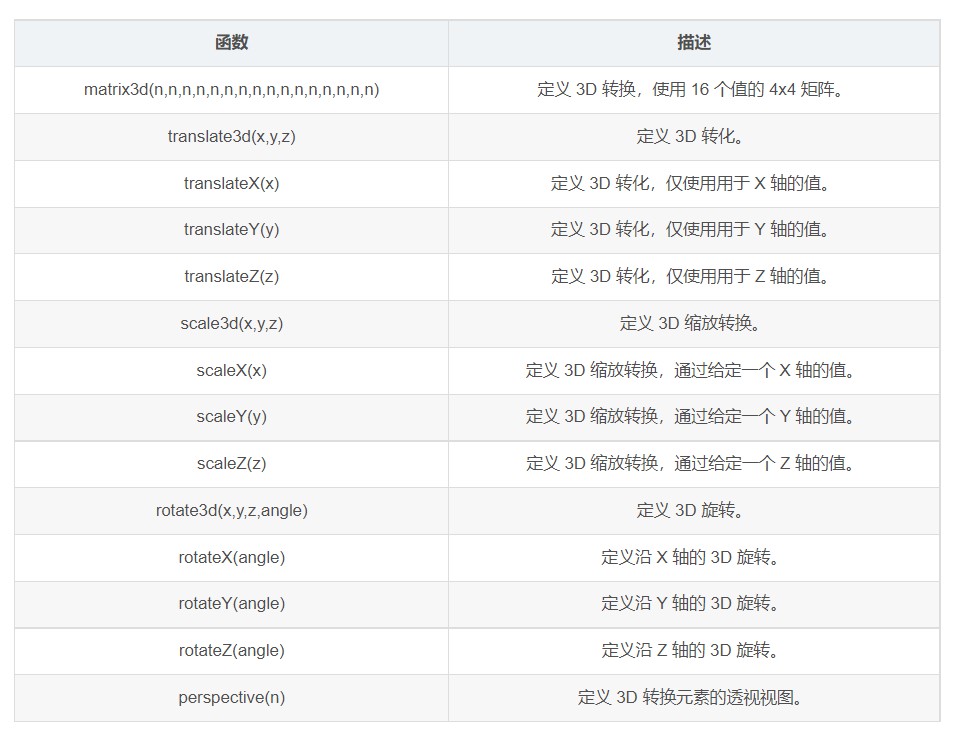 函数 描述
matrix3d(n,n,n,n,n,n,n,n,n,n,n,n,n,n,n,n) 定义 3D 转换，使用 16 个值的 4x4 矩阵。
translate3d(x,y,z) 定义 3D 转化。
translateX(x) 定义 3D 转化，仅使用用于 X 轴的值。
translateY(y) 定义 3D 转化，仅使用用于 Y 轴的值。
translateZ(z) 定义 3D 转化，仅使用用于 Z 轴的值。
scale3d(x,y,z) 定义 3D 缩放转换。
scaleX(x) 定义 3D 缩放转换，通过给定一个 X 轴的值。
scaleY(y) 定义 3D 缩放转换，通过给定一个 Y 轴的值。
scaleZ(z) 定义 3D 缩放转换，通过给定一个 Z 轴的值。
rotate3d(x,y,z,angle) 定义 3D 旋转。
rotateX(angle) 定义沿 X 轴的 3D 旋转。
rotateY(angle) 定义沿 Y 轴的 3D 旋转。
rotateZ(angle) 定义沿 Z 轴的 3D 旋转。
perspective(n) 定义 3D 转换元素的透视视图。